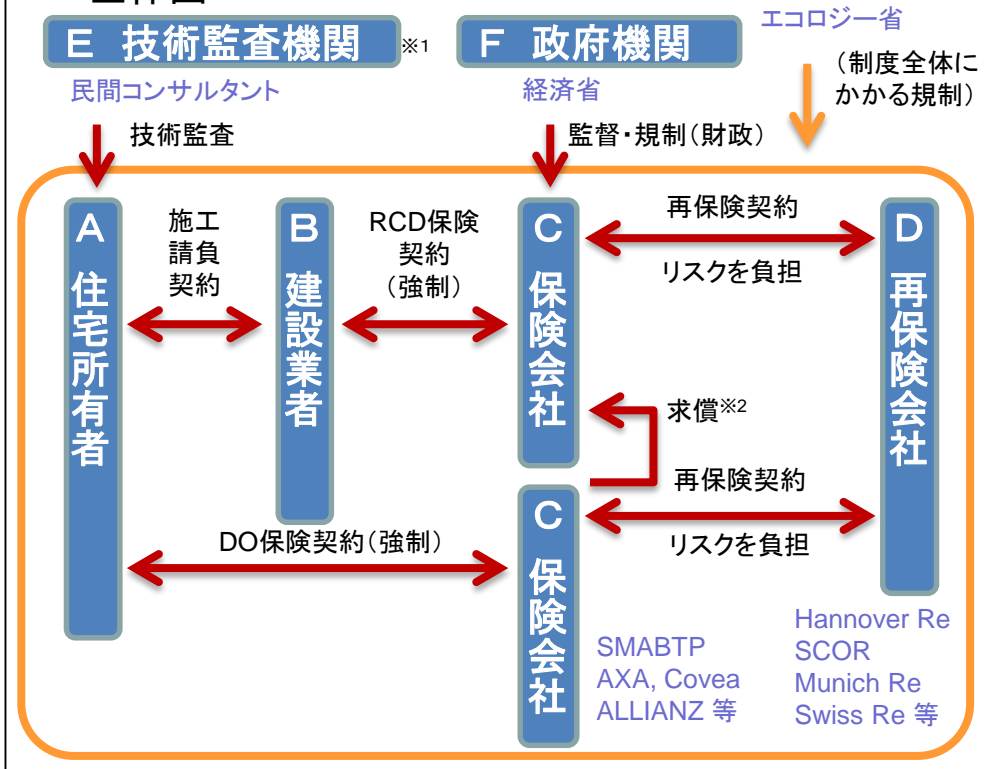 E 技術監査機関 ※1
F 政府機関
エコロジー省
民間コンサルタント
経済省
(制度全体に
かかる規制)
技術監査
監督・規制(財政)
A 住宅所有者
施工
請負
契約
B 建設業者
RCD保険
契約
(強制)
C 保険会社
再保険契約
リスクを負担
D 再保険会社
求償※2
再保険契約
リスクを負担
DO保険契約(強制)
C 保険会社
SMABTP
AXA, Covea
ALLIANZ 等
Hannover Re
SCOR
Munich Re
Swiss Re 等